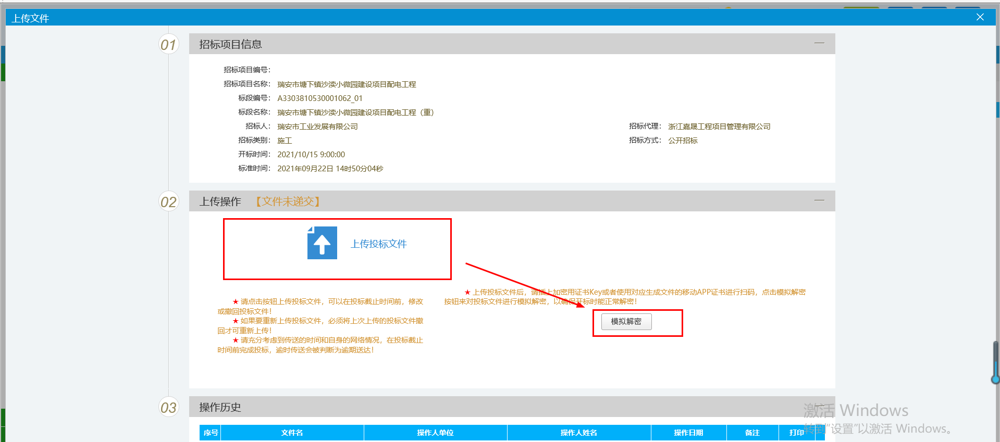 上传文件
01
招标项目信息
招标项目编号：
招标项目名称： 瑞安市塘下镇沙渎小微园建设项目配电工程
标段编号： A3303810530001062_01
标段名称： 瑞安市塘下镇沙渎小微园建设项目配电工程（重）
招标人： 瑞安市工业发展有限公司 招标代理： 浙江嘉晟工程项目管理有限公司
招标类别： 施工 招标方式： 公开招标
开标时间： 2021/10/15 9:00:00
标准时间： 2021年09月22日 14时50分04秒
02
上传操作 【文件未递交】
上传投标文件
★ 请点击按钮上传投标文件，可以在投标截止时间前，修改
或撤回投标文件！
★ 如果要重新上传投标文件，必须将上次上传的投标文件撤
回才可重新上传！
★ 请充分考虑到传送的时间和自身的网络情况，在投标截止
时间前完成投标，逾时传送会被判断为逾期送达！
★ 上传投标文件后，请插上加密用证书Key或者使用对应生成文件的移动APP证书进行扫码，点击模拟解密
按钮来对投标文件进行模拟解密，以确保开标时能正常解密！
模拟解密
03
操作历史
序号 文件名 操作人单位 操作人姓名 操作日期 备注 打印
激活 Windows
转到“设置”以激活 Windows。